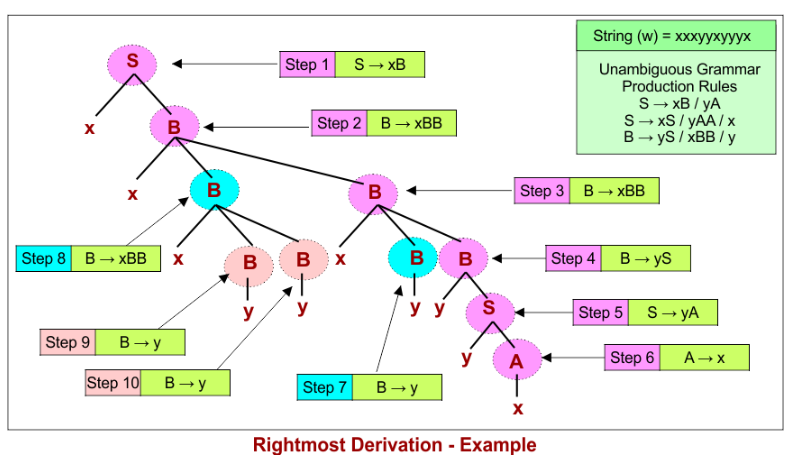 String (w) = xxxyyxyyyx
Unambiguous Grammar
Production Rules
S → xB / yA
S → xS / yAA / x
B → yS / xBB / y
S
Step 1 S → xB
x
B
Step 2 B → xBB
x
B
B
Step 3 B → xBB
Step 8 B → xBB
x
B
B
x
B
B
Step 4 B → yS
y
y
y
y
S
Step 5 S → yA
Step 9 B → y
y
A
Step 6 A → x
Step 10 B → y
Step 7 B → y
x
Rightmost Derivation - Example